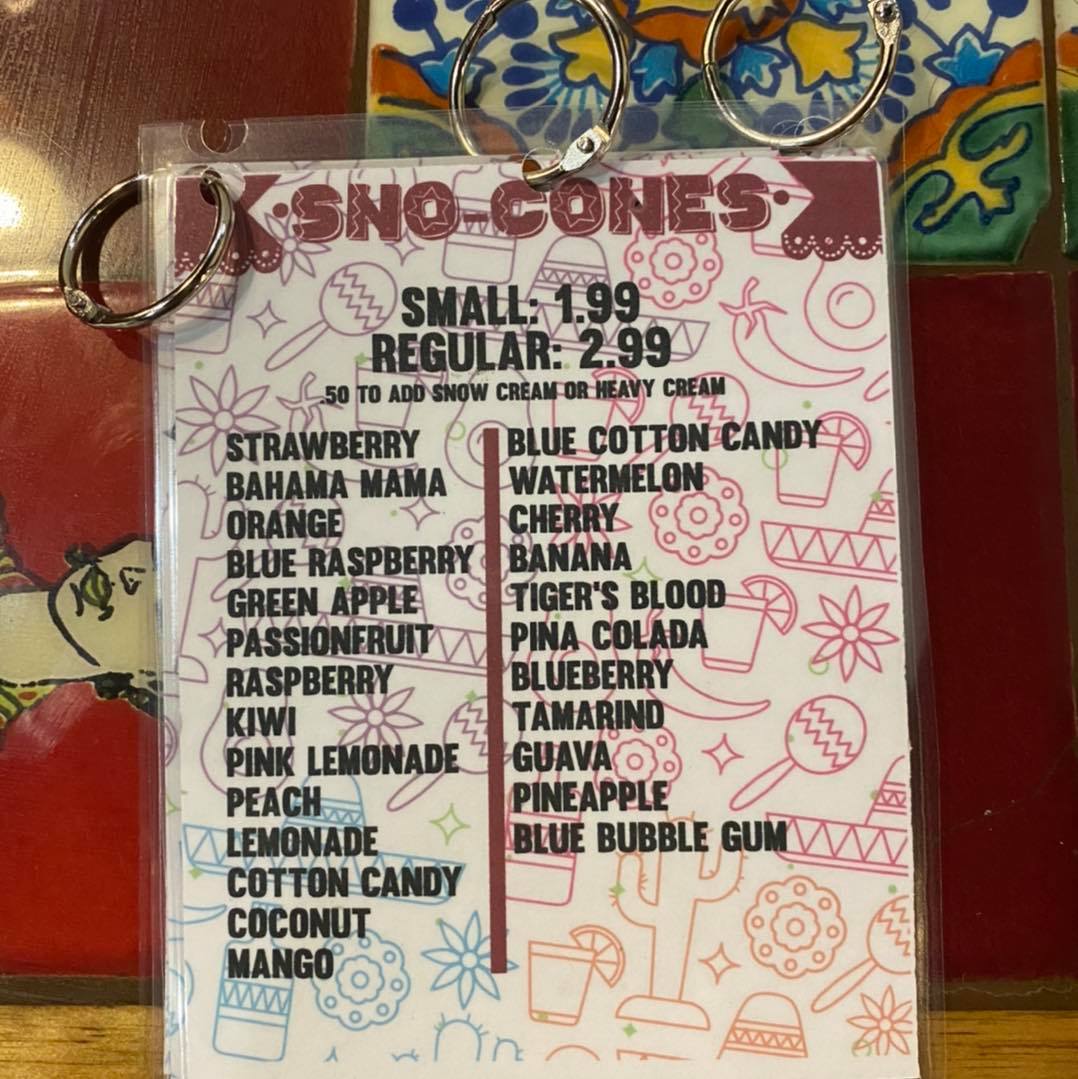 SNO-CONES
SMALL: 1.99
REGULAR: 2.99
.50 TO ADD SNOW CREAM OR HEAVY CREAM
STRAWBERRY
BAHAMA MAMA
ORANGE
BLUE RASPBERRY
GREEN APPLE
PASSIONFRUIT
RASPBERRY
KIWI
PINK LEMONADE
PEACH
LEMONADE
COTTON CANDY
COCONUT
MANGO
BLUE COTTON CANDY
WATERMELON
CHERRY
BANANA
TIGER'S BLOOD
PINA COLADA
BLUEBERRY
TAMARIND
GUAVA
PINEAPPLE
BLUE BUBBLE GUM